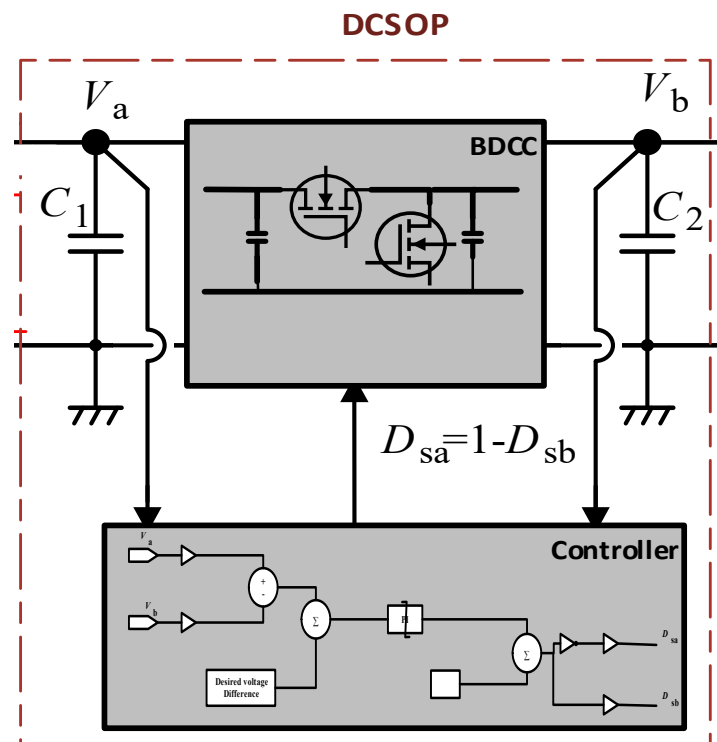 DCSOP
Va
Vb
BDCC
C1
C2
Dsa=1-Dsb
Controller
Va
+
-
Vb
Σ
PI
Σ
Desired voltage
Difference
Dsa
Dsb